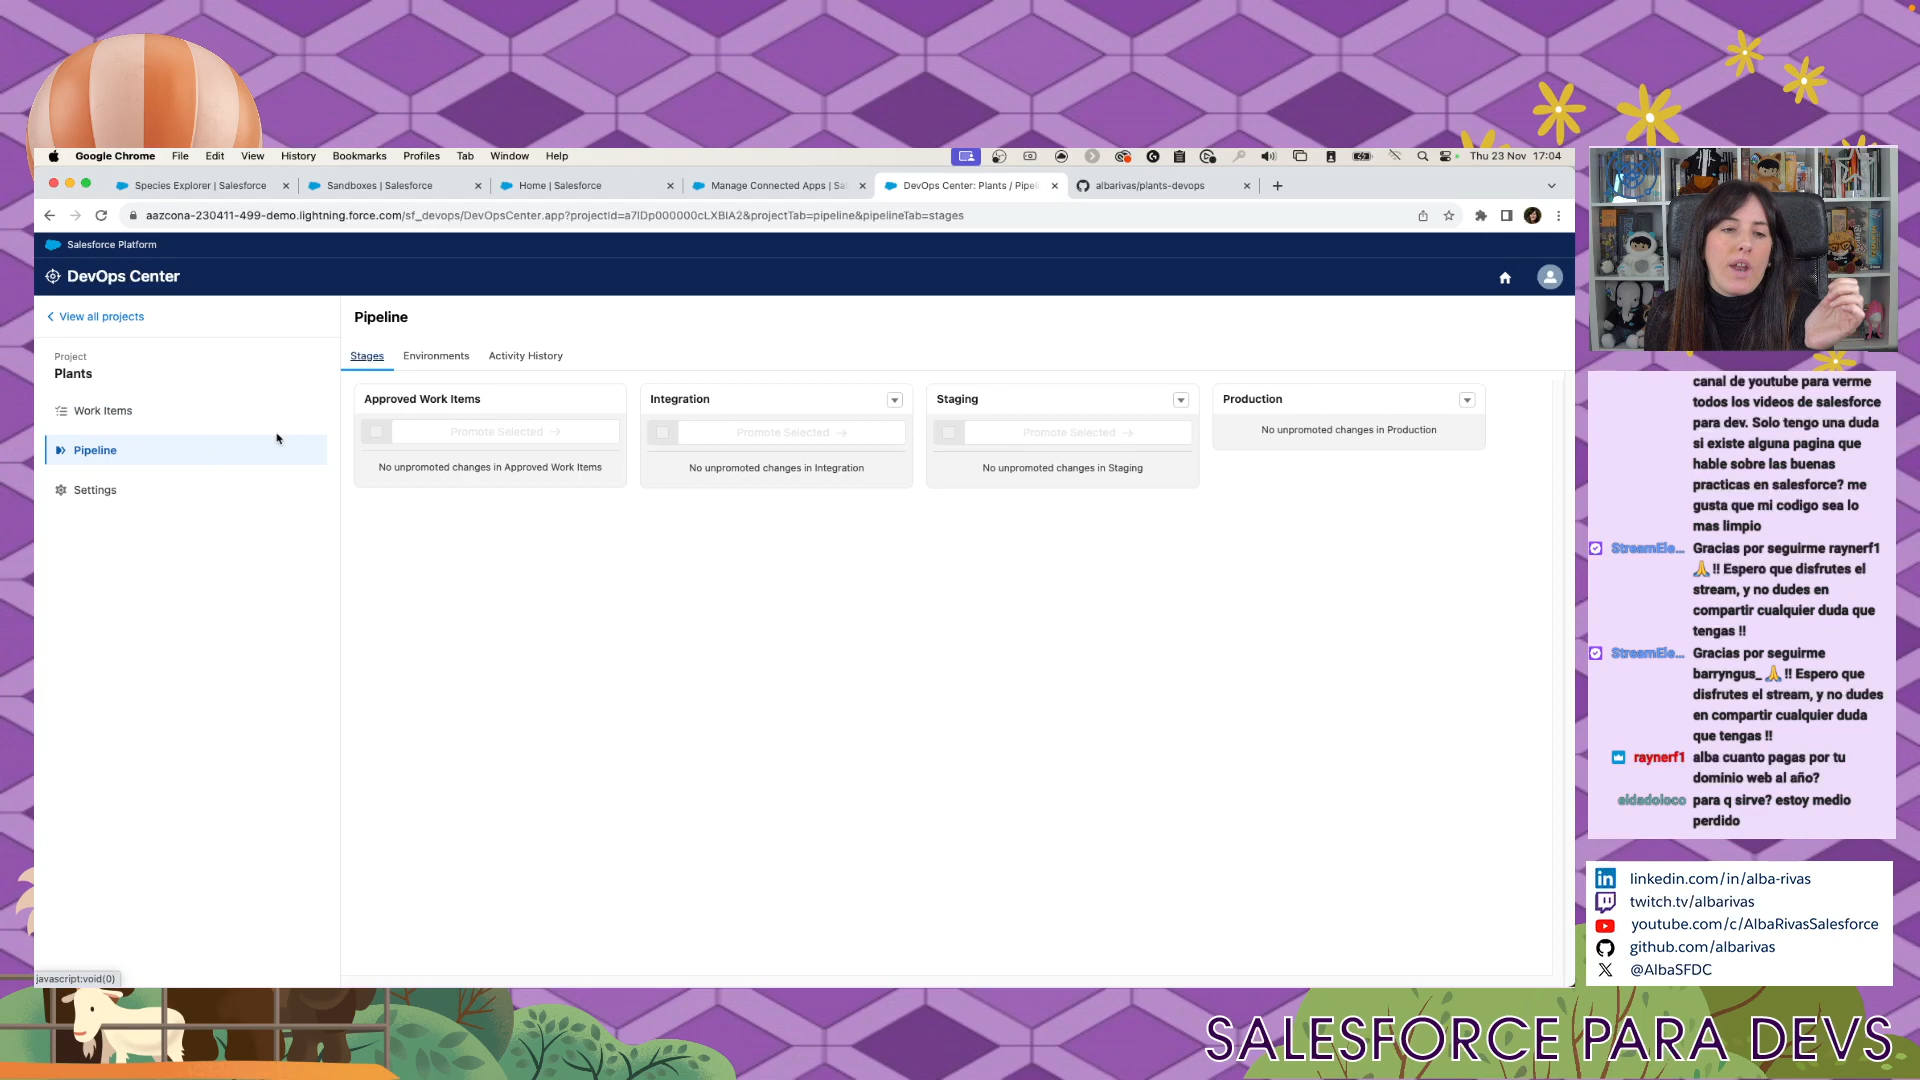 Google Chrome File Edit View History Bookmarks Profiles Tab Window Help Thu 23 Nov 17:04
Species Explorer | Salesforce Sandboxes | Salesforce Home | Salesforce Manage Connected Apps | Sa DevOps Center: Plants / Pipel albarivas/plants-devops
aazcona-230411-499-demo.lightning.force.com/sf_devops/DevOpsCenter.app?projectid=a7lDp000000cLXBIA2&projectTab=pipeline&pipelineTab=stages
Salesforce Platform
DevOps Center
View all projects
Project
Plants
Work Items
Pipeline
Settings
Pipeline
Stages Environments Activity History
Approved Work Items
Promote Selected →
No unpromoted changes in Approved Work Items
Integration
Promote Selected →
No unpromoted changes in Integration
Staging
Promote Selected →
No unpromoted changes in Staging
Production
No unpromoted changes in Production
javascript:void(0)
canal de youtube para verme
todos los videos de salesforce
para dev. Solo tengo una duda
si existe alguna pagina que
hable sobre las buenas
practicas en salesforce? me
gusta que mi codigo sea lo
mas limpio
StreamEle... Gracias por seguirme raynerf1
🙏 !! Espero que disfrutes el
stream, y no dudes en
compartir cualquier duda que
tengas !!
StreamEle... Gracias por seguirme
barryngus_ 🙏 !! Espero que
disfrutes el stream, y no dudes
en compartir cualquier duda
que tengas !!
raynerf1 alba cuanto pagas por tu
dominio web al año?
eldadoloco para q sirve? estoy medio
perdido
linkedin.com/in/alba-rivas
twitch.tv/albarivas
youtube.com/c/AlbaRivasSalesforce
github.com/albarivas
@AlbaSFDC
SALESFORCE PARA DEVS